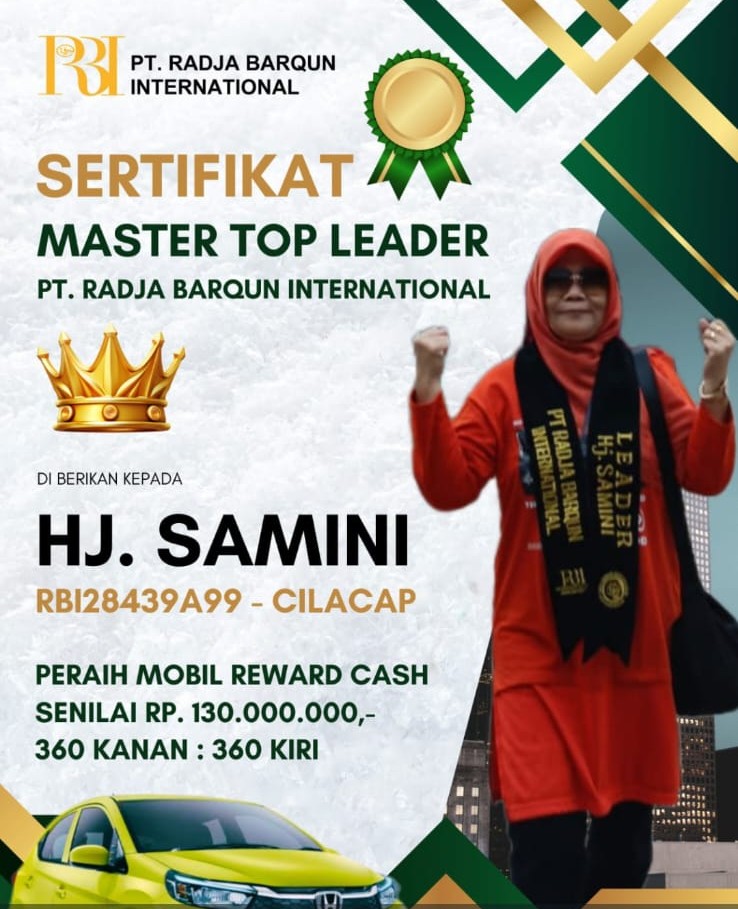 RBI PT. RADJA BARQUN
INTERNATIONAL
SERTIFIKAT
MASTER TOP LEADER
PT. RADJA BARQUN INTERNATIONAL
DI BERIKAN KEPADA
HJ. SAMINI
RBI28439A99 - CILACAP
PERAIH MOBIL REWARD CASH
SENILAI RP. 130.000.000,-
360 KANAN : 360 KIRI
PT RADJA BARQUN
INTERNATIONAL
RBI
LEADER
Hj. SAMINI